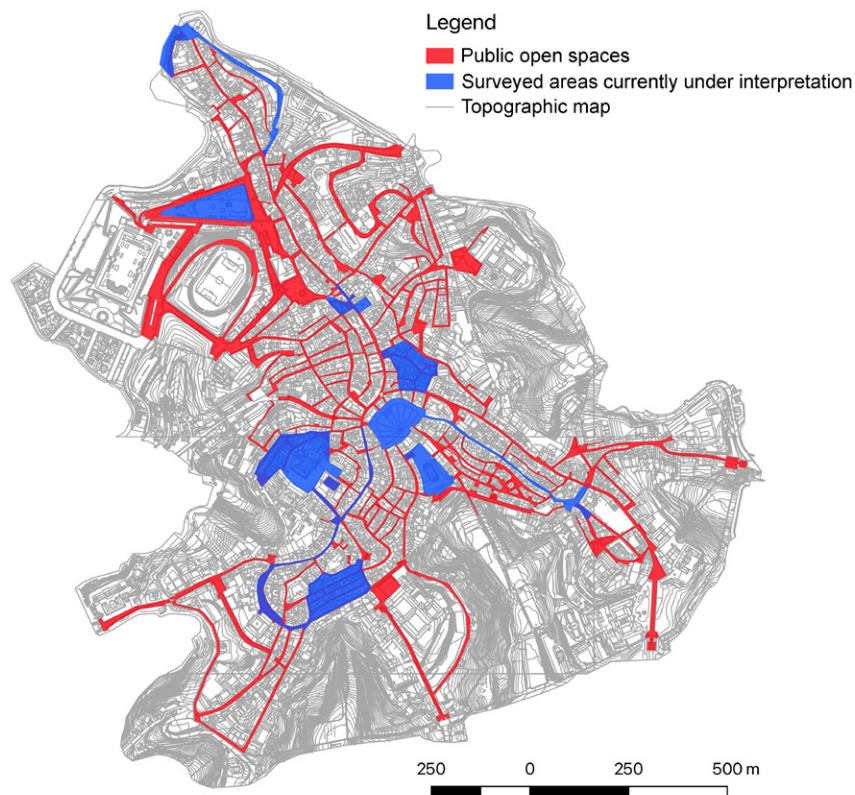 Legend
Public open spaces
Surveyed areas currently under interpretation
Topographic map
250 0 250 500 m